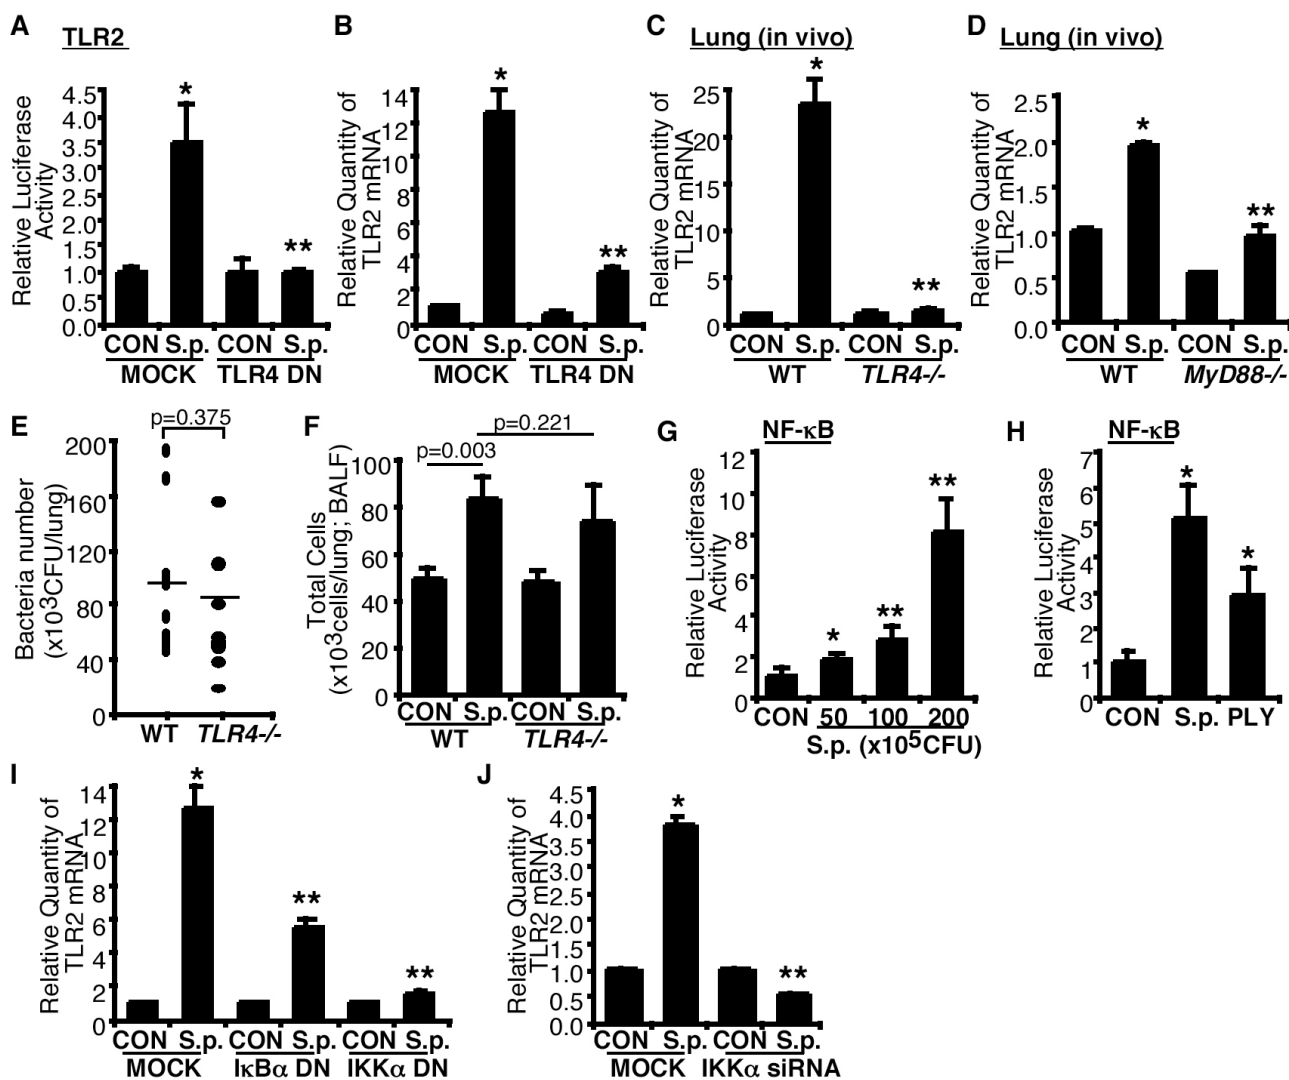 A TLR2
Relative Luciferase
Activity
4.5
4.0
3.5
3.0
2.5
2.0
1.5
1.0
0.5
0.0
*
**
CON S.p. CON S.p.
MOCK TLR4 DN
B
Relative Quantity of
TLR2 mRNA
14
12
10
8
6
4
2
0
*
**
CON S.p. CON S.p.
MOCK TLR4 DN
C Lung (in vivo)
Relative Quantity of
TLR2 mRNA
25
20
15
10
5
0
*
**
CON S.p. CON S.p.
WT TLR4-/-
D Lung (in vivo)
Relative Quantity of
TLR2 mRNA
2.5
2.0
1.5
1.0
0.5
0.0
*
**
CON S.p. CON S.p.
WT MyD88-/-
E
p=0.375
Bacteria number
(x10³CFU/lung)
200
160
120
80
40
0
WT TLR4-/-
F
p=0.221
p=0.003
Total Cells
(x10³cells/lung; BALF)
100
80
60
40
20
0
CON S.p. CON S.p.
WT TLR4-/-
G NF-κB
Relative Luciferase
Activity
12
10
8
6
4
2
0
*
**
**
CON 50 100 200
S.p. (x10⁵CFU)
H NF-κB
Relative Luciferase
Activity
7
6
5
4
3
2
1
0
*
*
CON S.p. PLY
I
Relative Quantity of
TLR2 mRNA
14
12
10
8
6
4
2
0
*
**
**
CON S.p. CON S.p. CON S.p.
MOCK IκBα DN IKKα DN
J
Relative Quantity of
TLR2 mRNA
4.5
4.0
3.5
3.0
2.5
2.0
1.5
1.0
0.5
0.0
*
**
CON S.p. CON S.p.
MOCK IKKα siRNA